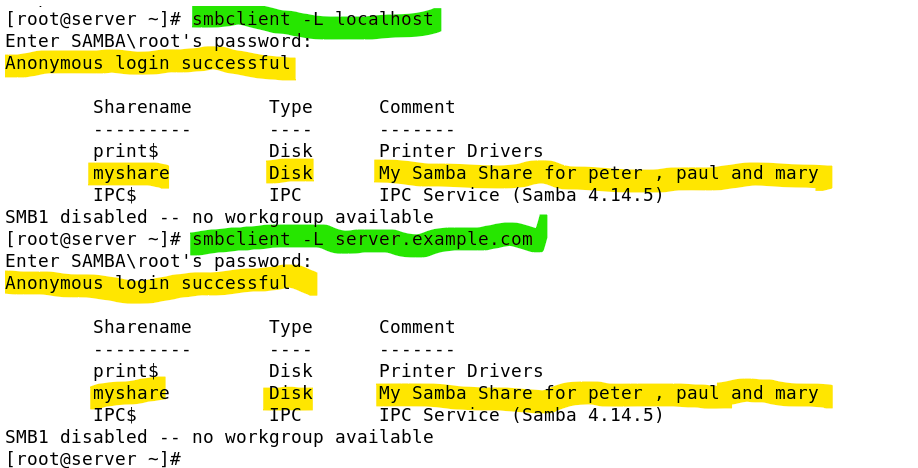 [root@server ~]# smbclient -L localhost
Enter SAMBA\root's password:
Anonymous login successful
Sharename Type Comment
--------- ---- -------
print$ Disk Printer Drivers
myshare Disk My Samba Share for peter , paul and mary
IPC$ IPC IPC Service (Samba 4.14.5)
SMB1 disabled -- no workgroup available
[root@server ~]# smbclient -L server.example.com
Enter SAMBA\root's password:
Anonymous login successful
Sharename Type Comment
--------- ---- -------
print$ Disk Printer Drivers
myshare Disk My Samba Share for peter , paul and mary
IPC$ IPC IPC Service (Samba 4.14.5)
SMB1 disabled -- no workgroup available
[root@server ~]#